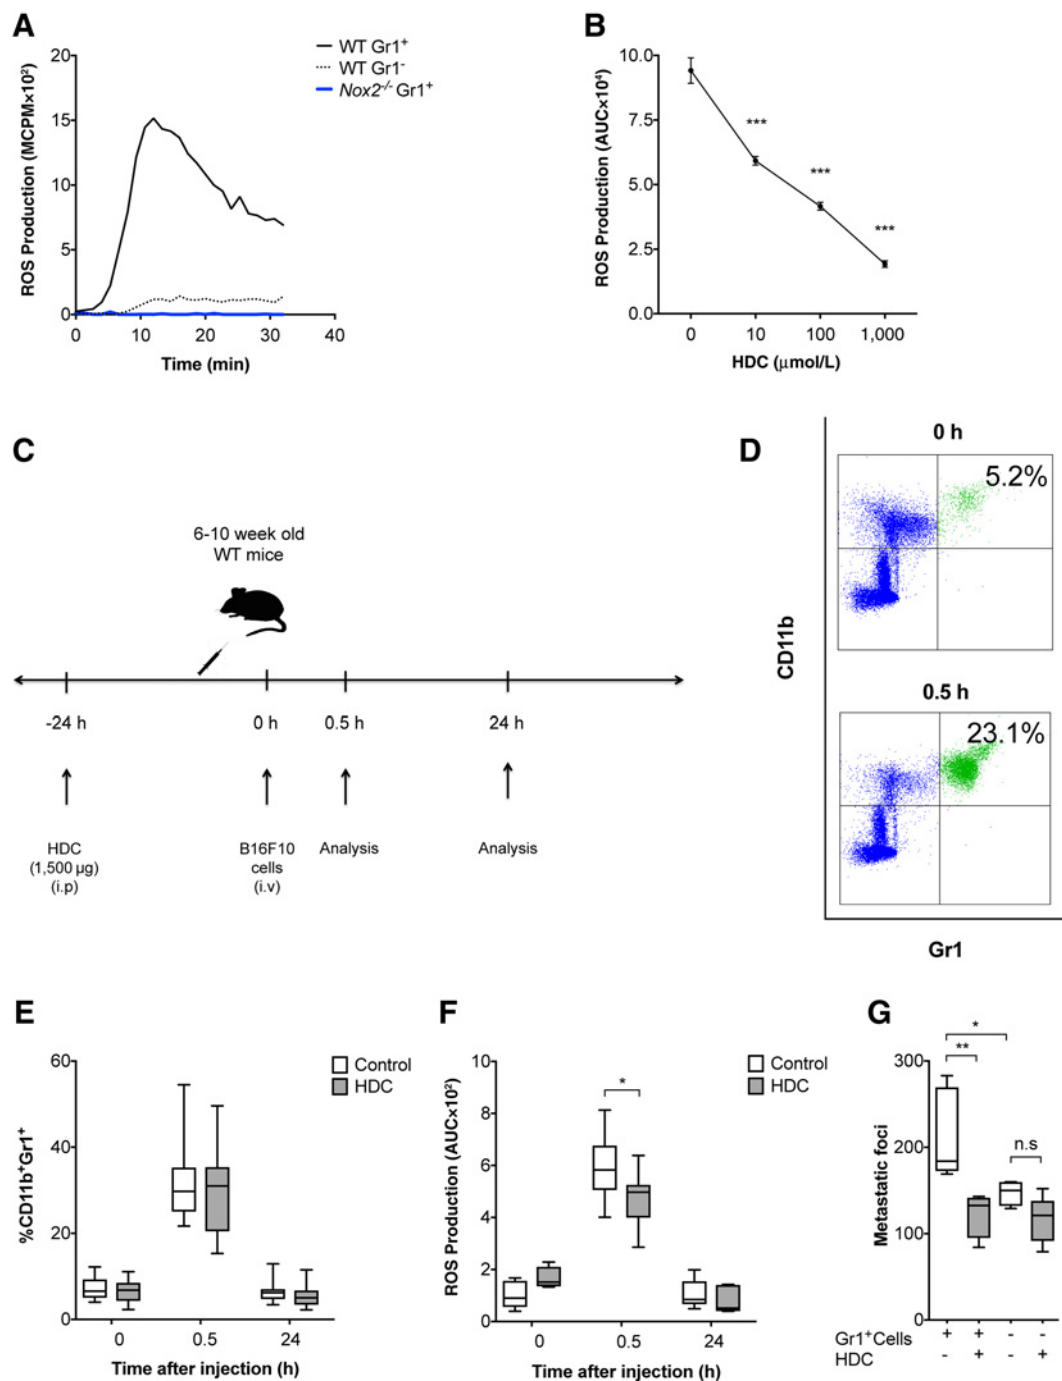 A
WT Gr1⁺
WT Gr1⁻
Nox2⁻/⁻ Gr1⁺
ROS Production (MCPM×10²)
20
15
10
5
0
0 10 20 30 40
Time (min)
B
ROS Production (AUC×10⁴)
10.0
7.5
5.0
2.5
0.0
***
***
***
0 10 100 1,000
HDC (μmol/L)
C
6-10 week old
WT mice
-24 h 0 h 0.5 h 24 h
HDC
(1,500 μg)
(i.p)
B16F10
cells
(i.v)
Analysis
Analysis
D
0 h
5.2%
0.5 h
23.1%
CD11b
Gr1
E
%CD11b⁺Gr1⁺
60
40
20
0
Control
HDC
0 0.5 24
Time after injection (h)
F
ROS Production (AUC×10²)
10
8
6
4
2
0
*
Control
HDC
0 0.5 24
Time after injection (h)
G
Metastatic foci
300
200
100
0
*
**
n.s
Gr1⁺Cells + + - -
HDC - + - +